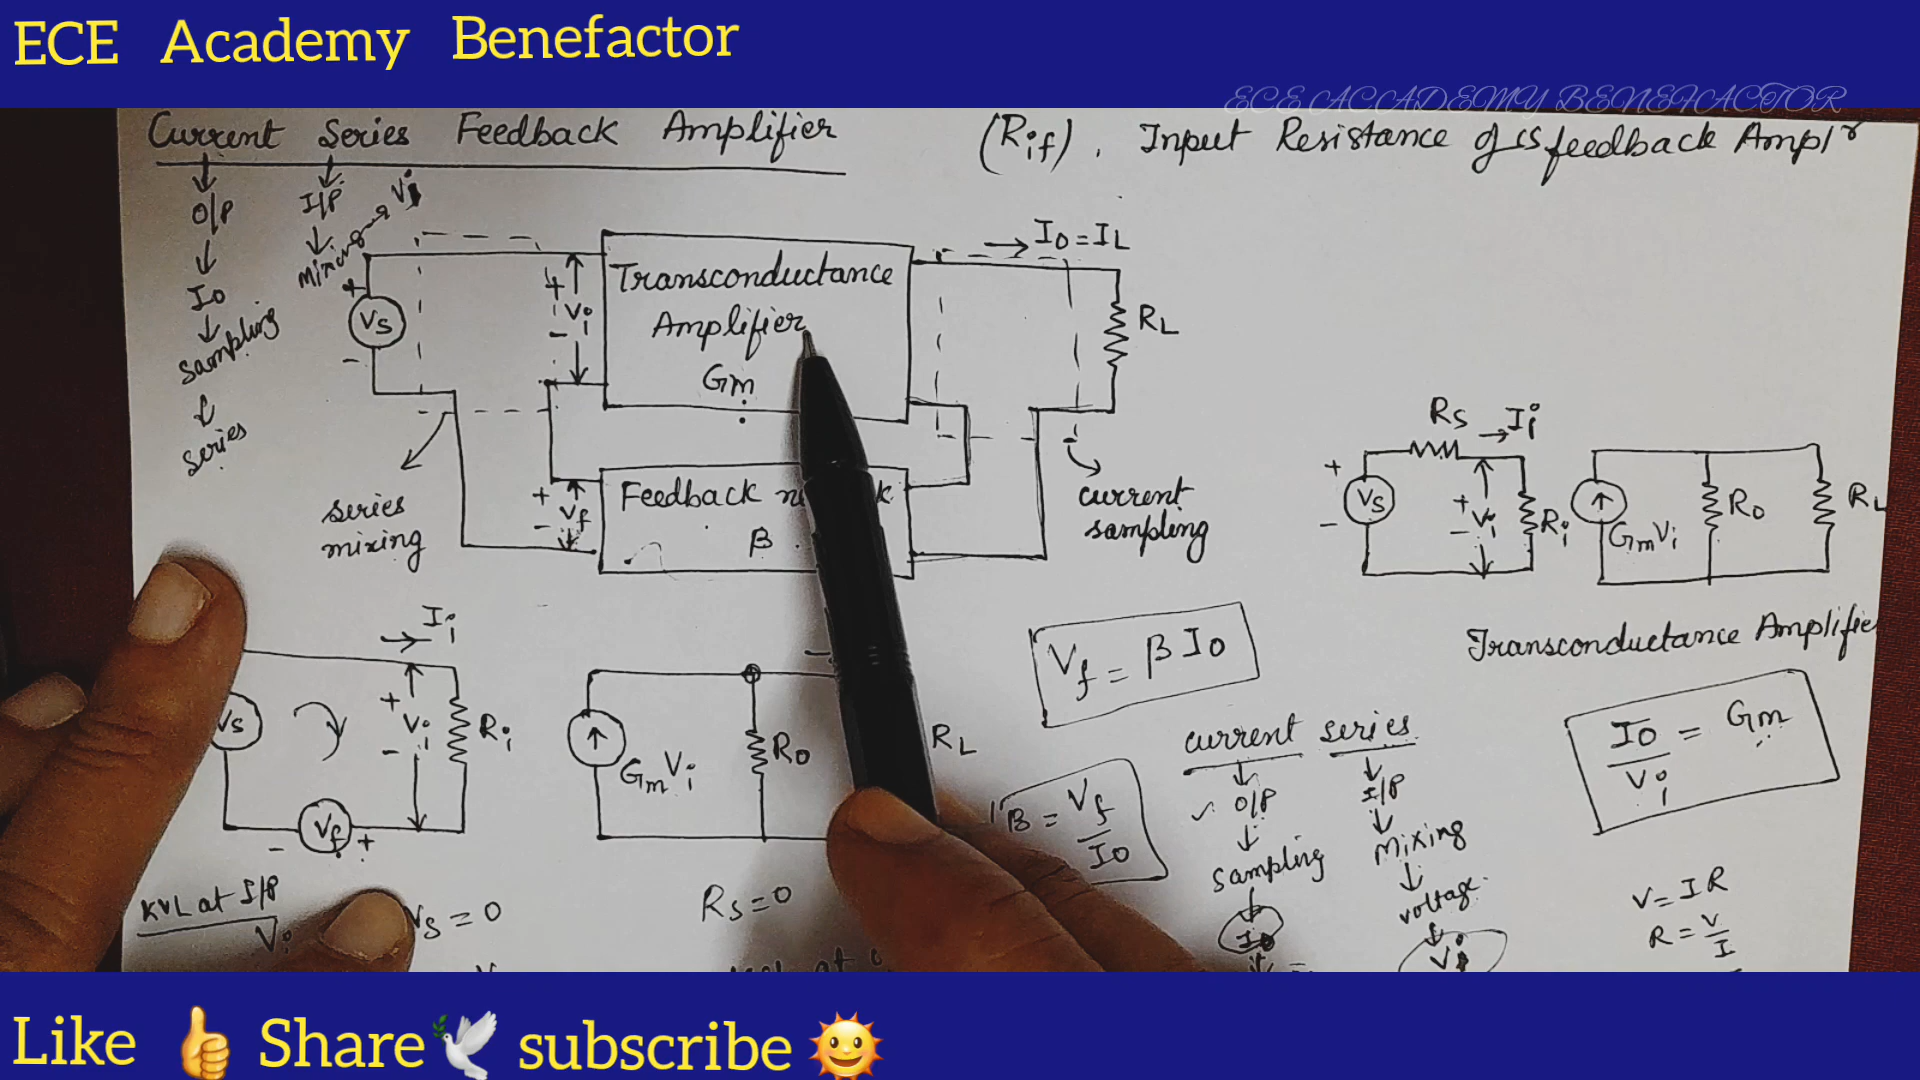 ECE Academy Benefactor
ECE ACCADEMY BENEFACTOR
Current Series Feedback Amplifier
(Rif). Input Resistance of cs feedback Ampl r
O/P
Io
Sampling
Series
I/P
Mixing
Vs
+
-
+
Vi
-
Transconductance
Amplifier
Gm
Io = IL
RL
series
mixing
+
Vf
-
Feedback
β
current
sampling
Rs
Ii
+
Vs
-
+
Vi
-
Ri
GmVi
Ro
RL
Transconductance Amplifie
Ii
Vs
+
Vi
-
Ri
- Vf +
GmVi
Ro
RL
Vf = β Io
β = Vf / Io
current series
O/P
Sampling
Io
I/P
Mixing
voltage
Io / Vi = Gm
KVL at I/P
Vs = 0
Rs = 0
V = IR
R = V / I
Like 👍 Share 🕊 subscribe 🌞